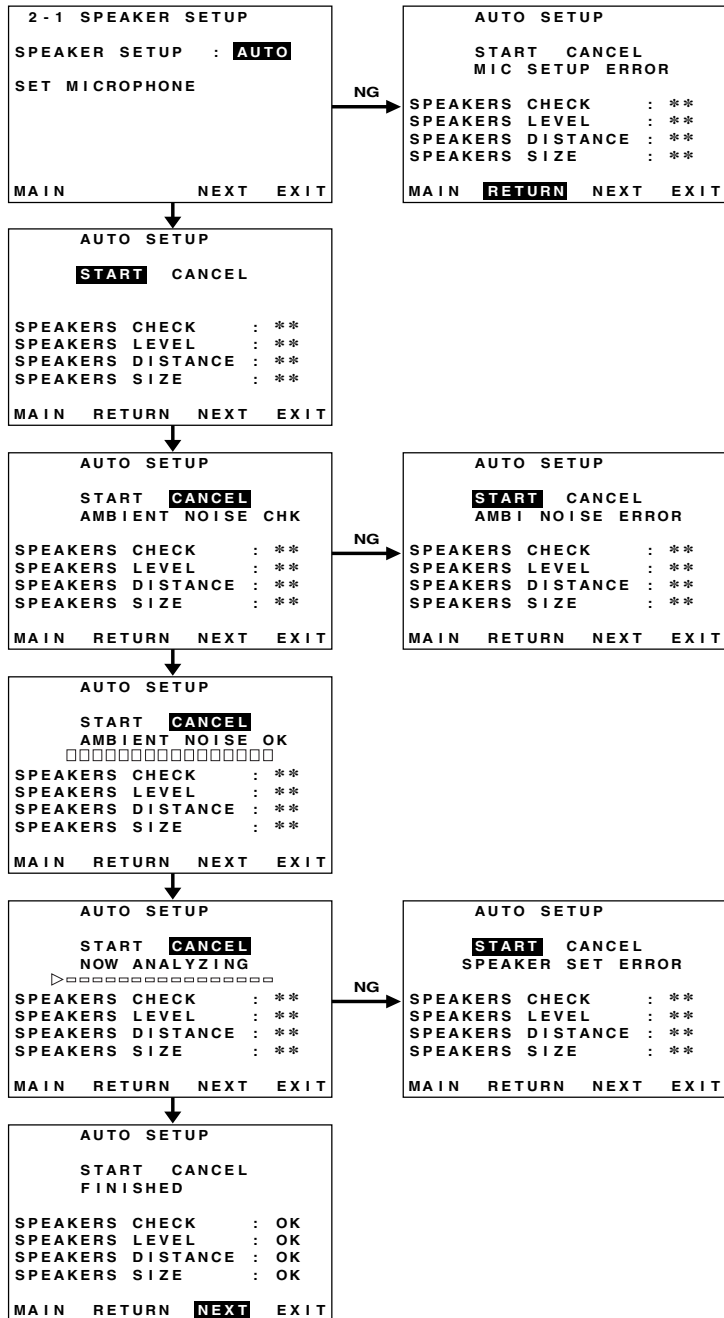 2-1 SPEAKER SETUP
SPEAKER SETUP : AUTO
SET MICROPHONE
MAIN NEXT EXIT
NG
AUTO SETUP
START CANCEL
MIC SETUP ERROR
SPEAKERS CHECK : **
SPEAKERS LEVEL : **
SPEAKERS DISTANCE : **
SPEAKERS SIZE : **
MAIN RETURN NEXT EXIT
AUTO SETUP
START CANCEL
SPEAKERS CHECK : **
SPEAKERS LEVEL : **
SPEAKERS DISTANCE : **
SPEAKERS SIZE : **
MAIN RETURN NEXT EXIT
AUTO SETUP
START CANCEL
AMBIENT NOISE CHK
SPEAKERS CHECK : **
SPEAKERS LEVEL : **
SPEAKERS DISTANCE : **
SPEAKERS SIZE : **
MAIN RETURN NEXT EXIT
NG
AUTO SETUP
START CANCEL
AMBI NOISE ERROR
SPEAKERS CHECK : **
SPEAKERS LEVEL : **
SPEAKERS DISTANCE : **
SPEAKERS SIZE : **
MAIN RETURN NEXT EXIT
AUTO SETUP
START CANCEL
AMBIENT NOISE OK
SPEAKERS CHECK : **
SPEAKERS LEVEL : **
SPEAKERS DISTANCE : **
SPEAKERS SIZE : **
MAIN RETURN NEXT EXIT
AUTO SETUP
START CANCEL
NOW ANALYZING
SPEAKERS CHECK : **
SPEAKERS LEVEL : **
SPEAKERS DISTANCE : **
SPEAKERS SIZE : **
MAIN RETURN NEXT EXIT
NG
AUTO SETUP
START CANCEL
SPEAKER SET ERROR
SPEAKERS CHECK : **
SPEAKERS LEVEL : **
SPEAKERS DISTANCE : **
SPEAKERS SIZE : **
MAIN RETURN NEXT EXIT
AUTO SETUP
START CANCEL
FINISHED
SPEAKERS CHECK : OK
SPEAKERS LEVEL : OK
SPEAKERS DISTANCE : OK
SPEAKERS SIZE : OK
MAIN RETURN NEXT EXIT